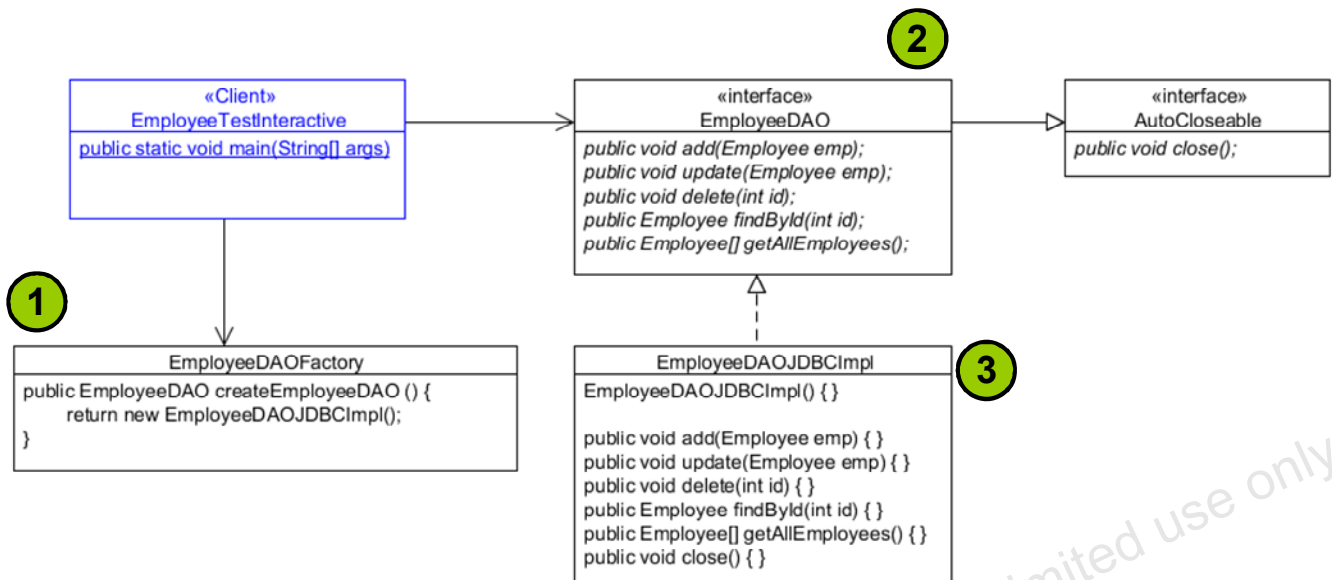 2
«Client»
EmployeeTestInteractive
public static void main(String[] args)
«interface»
EmployeeDAO
public void add(Employee emp);
public void update(Employee emp);
public void delete(int id);
public Employee findById(int id);
public Employee[] getAllEmployees();
«interface»
AutoCloseable
public void close();
1
EmployeeDAOFactory
public EmployeeDAO createEmployeeDAO () {
return new EmployeeDAOJDBCImpl();
}
EmployeeDAOJDBCImpl
3
EmployeeDAOJDBCImpl() { }
public void add(Employee emp) { }
public void update(Employee emp) { }
public void delete(int id) { }
public Employee findById(int id) { }
public Employee[] getAllEmployees() { }
public void close() { }
use only